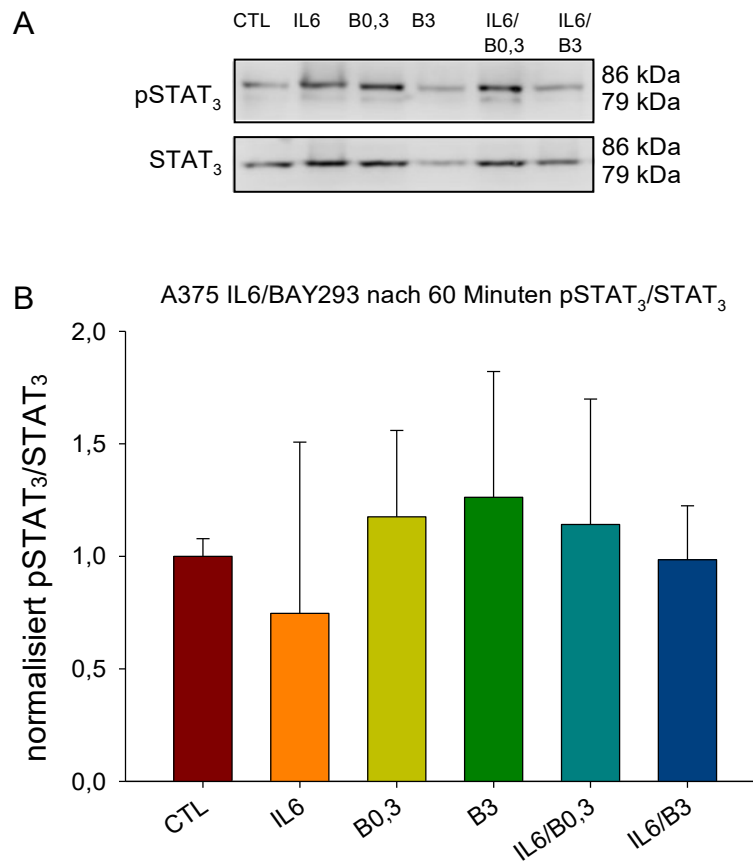 A
CTL IL6 B0,3 B3 IL6/B0,3 IL6/B3
pSTAT₃
86 kDa
79 kDa
STAT₃
86 kDa
79 kDa
B
A375 IL6/BAY293 nach 60 Minuten pSTAT₃/STAT₃
normalisiert pSTAT₃/STAT₃
2,0
1,5
1,0
0,5
0,0
CTL IL6 B0,3 B3 IL6/B0,3 IL6/B3